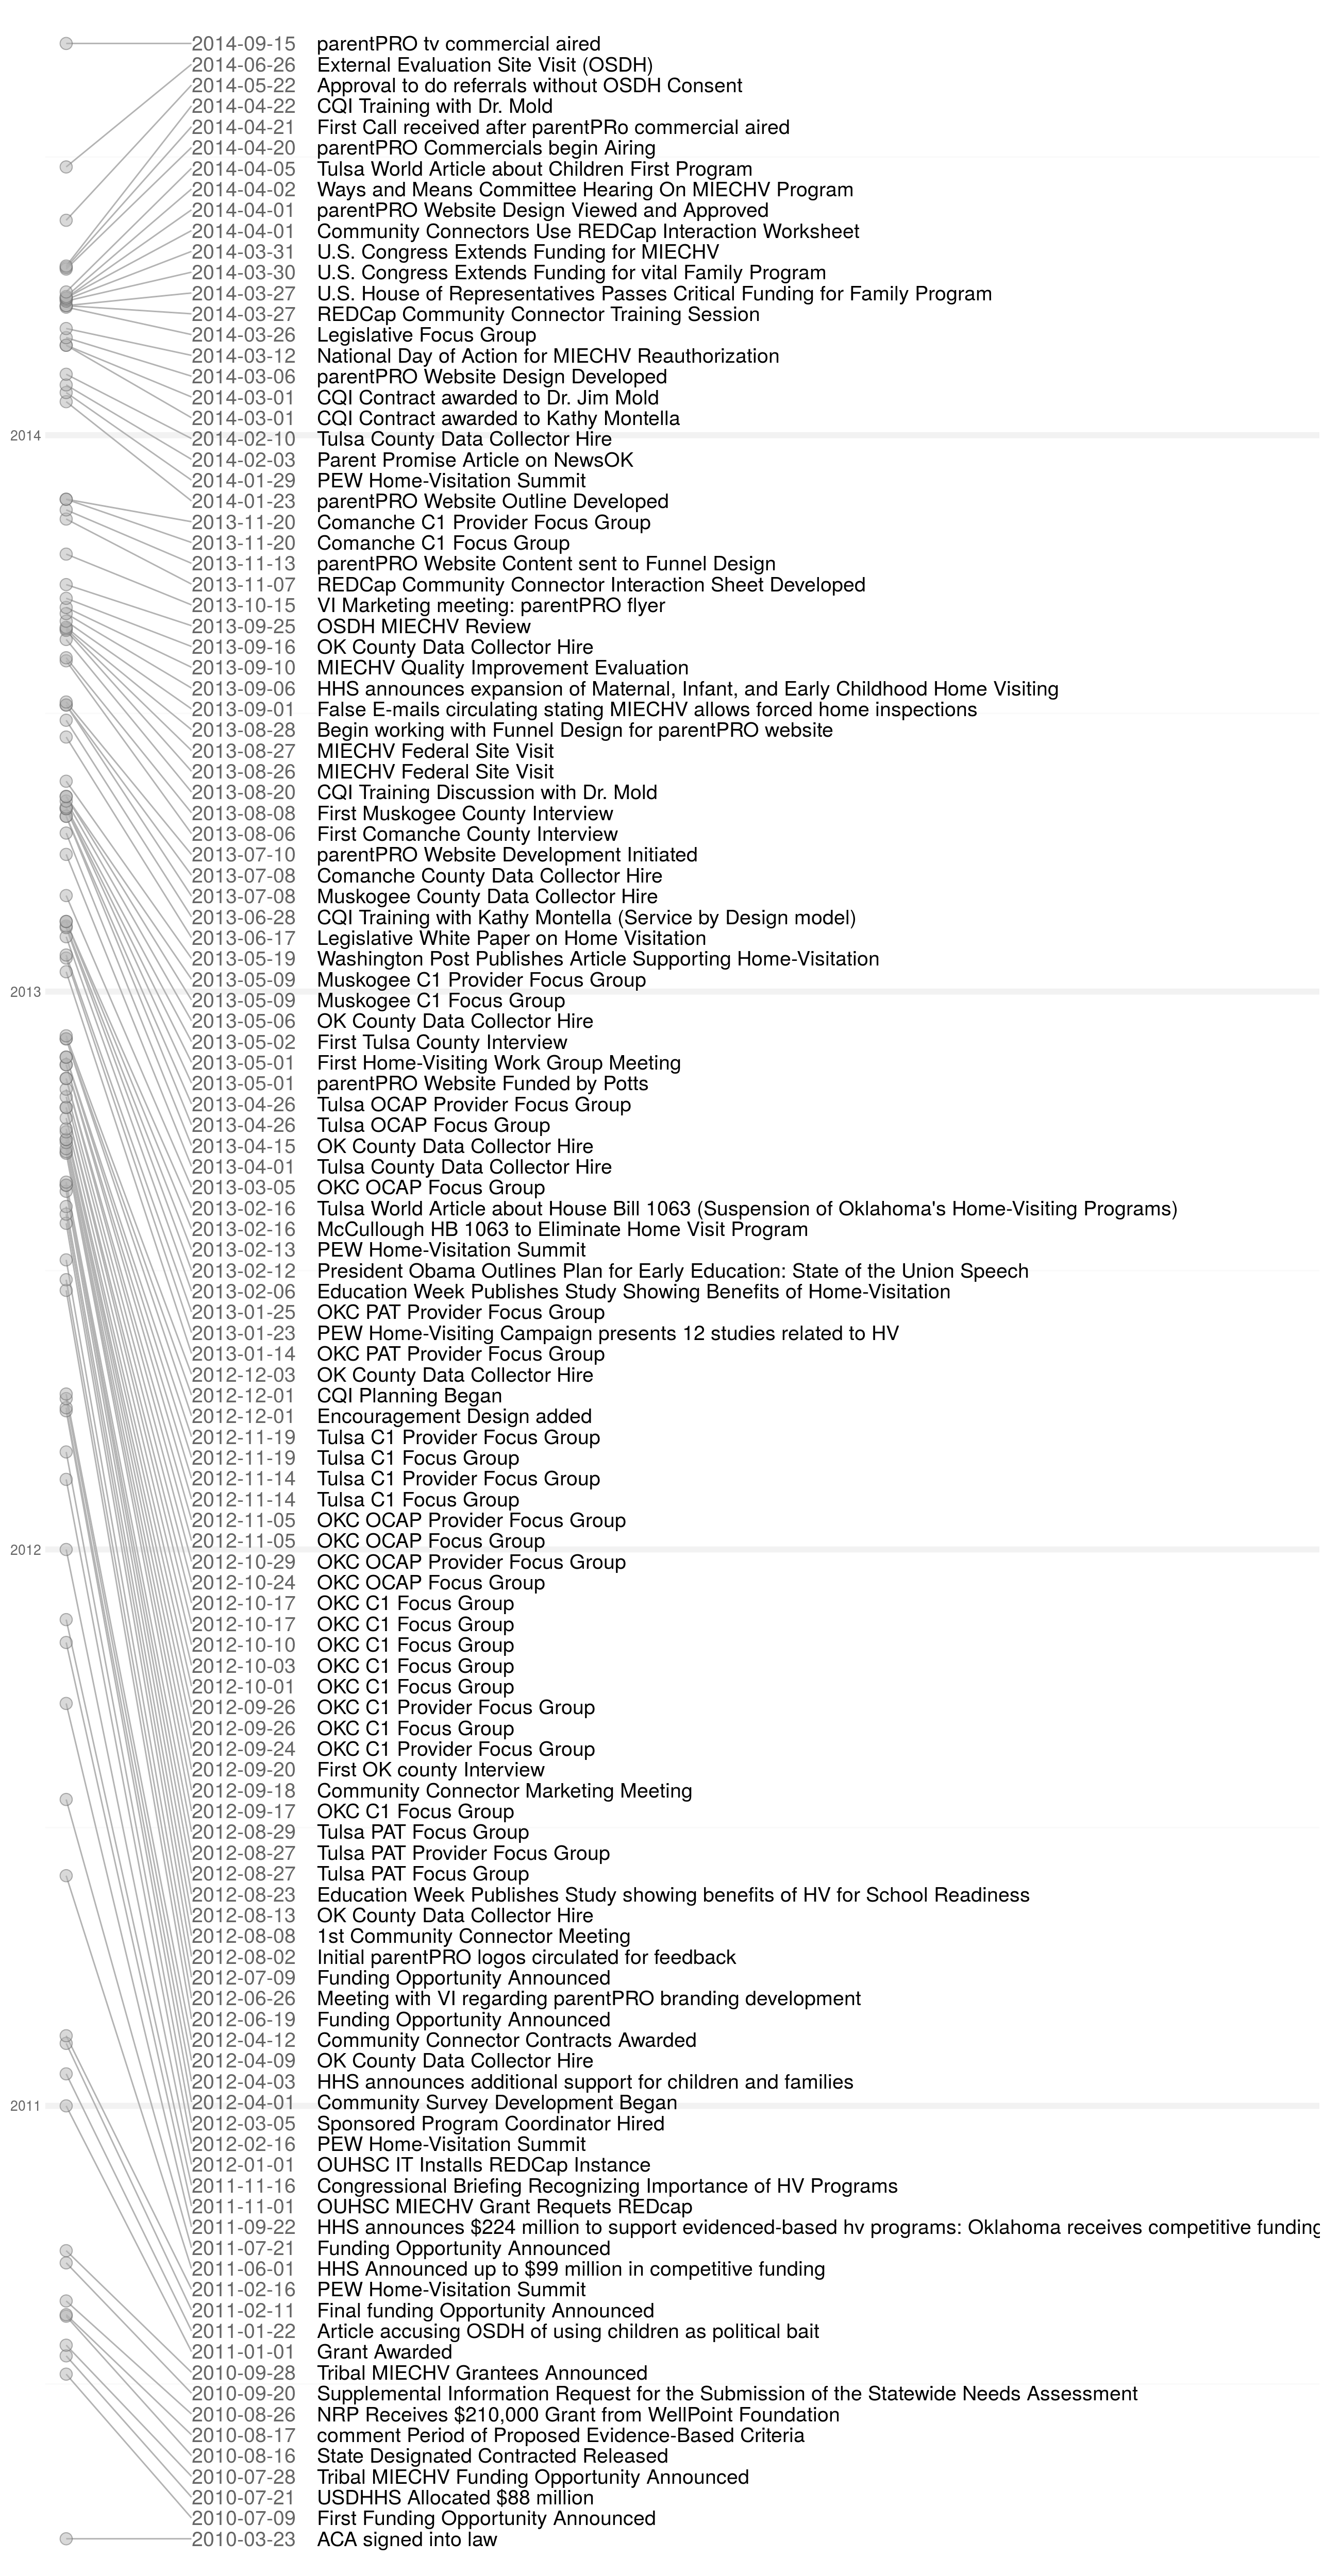 2014-09-15 parentPRO tv commercial aired
2014-06-26 External Evaluation Site Visit (OSDH)
2014-05-22 Approval to do referrals without OSDH Consent
2014-04-22 CQI Training with Dr. Mold
2014-04-21 First Call received after parentPRo commercial aired
2014-04-20 parentPRO Commercials begin Airing
2014-04-05 Tulsa World Article about Children First Program
2014-04-02 Ways and Means Committee Hearing On MIECHV Program
2014-04-01 parentPRO Website Design Viewed and Approved
2014-04-01 Community Connectors Use REDCap Interaction Worksheet
2014-03-31 U.S. Congress Extends Funding for MIECHV
2014-03-30 U.S. Congress Extends Funding for vital Family Program
2014-03-27 U.S. House of Representatives Passes Critical Funding for Family Program
2014-03-27 REDCap Community Connector Training Session
2014-03-26 Legislative Focus Group
2014-03-12 National Day of Action for MIECHV Reauthorization
2014-03-06 parentPRO Website Design Developed
2014-03-01 CQI Contract awarded to Dr. Jim Mold
2014-03-01 CQI Contract awarded to Kathy Montella
2014 2014-02-10 Tulsa County Data Collector Hire
2014-02-03 Parent Promise Article on NewsOK
2014-01-29 PEW Home-Visitation Summit
2014-01-23 parentPRO Website Outline Developed
2013-11-20 Comanche C1 Provider Focus Group
2013-11-20 Comanche C1 Focus Group
2013-11-13 parentPRO Website Content sent to Funnel Design
2013-11-07 REDCap Community Connector Interaction Sheet Developed
2013-10-15 VI Marketing meeting: parentPRO flyer
2013-09-25 OSDH MIECHV Review
2013-09-16 OK County Data Collector Hire
2013-09-10 MIECHV Quality Improvement Evaluation
2013-09-06 HHS announces expansion of Maternal, Infant, and Early Childhood Home Visiting
2013-09-01 False E-mails circulating stating MIECHV allows forced home inspections
2013-08-28 Begin working with Funnel Design for parentPRO website
2013-08-27 MIECHV Federal Site Visit
2013-08-26 MIECHV Federal Site Visit
2013-08-20 CQI Training Discussion with Dr. Mold
2013-08-08 First Muskogee County Interview
2013-08-06 First Comanche County Interview
2013-07-10 parentPRO Website Development Initiated
2013-07-08 Comanche County Data Collector Hire
2013-07-08 Muskogee County Data Collector Hire
2013-06-28 CQI Training with Kathy Montella (Service by Design model)
2013-06-17 Legislative White Paper on Home Visitation
2013-05-19 Washington Post Publishes Article Supporting Home-Visitation
2013-05-09 Muskogee C1 Provider Focus Group
2013 2013-05-09 Muskogee C1 Focus Group
2013-05-06 OK County Data Collector Hire
2013-05-02 First Tulsa County Interview
2013-05-01 First Home-Visiting Work Group Meeting
2013-05-01 parentPRO Website Funded by Potts
2013-04-26 Tulsa OCAP Provider Focus Group
2013-04-26 Tulsa OCAP Focus Group
2013-04-15 OK County Data Collector Hire
2013-04-01 Tulsa County Data Collector Hire
2013-03-05 OKC OCAP Focus Group
2013-02-16 Tulsa World Article about House Bill 1063 (Suspension of Oklahoma's Home-Visiting Programs)
2013-02-16 McCullough HB 1063 to Eliminate Home Visit Program
2013-02-13 PEW Home-Visitation Summit
2013-02-12 President Obama Outlines Plan for Early Education: State of the Union Speech
2013-02-06 Education Week Publishes Study Showing Benefits of Home-Visitation
2013-01-25 OKC PAT Provider Focus Group
2013-01-23 PEW Home-Visiting Campaign presents 12 studies related to HV
2013-01-14 OKC PAT Provider Focus Group
2012-12-03 OK County Data Collector Hire
2012-12-01 CQI Planning Began
2012-12-01 Encouragement Design added
2012-11-19 Tulsa C1 Provider Focus Group
2012-11-19 Tulsa C1 Focus Group
2012-11-14 Tulsa C1 Provider Focus Group
2012-11-14 Tulsa C1 Focus Group
2012-11-05 OKC OCAP Provider Focus Group
2012 2012-11-05 OKC OCAP Focus Group
2012-10-29 OKC OCAP Provider Focus Group
2012-10-24 OKC OCAP Focus Group
2012-10-17 OKC C1 Focus Group
2012-10-17 OKC C1 Focus Group
2012-10-10 OKC C1 Focus Group
2012-10-03 OKC C1 Focus Group
2012-10-01 OKC C1 Focus Group
2012-09-26 OKC C1 Provider Focus Group
2012-09-26 OKC C1 Focus Group
2012-09-24 OKC C1 Provider Focus Group
2012-09-20 First OK county Interview
2012-09-18 Community Connector Marketing Meeting
2012-09-17 OKC C1 Focus Group
2012-08-29 Tulsa PAT Focus Group
2012-08-27 Tulsa PAT Provider Focus Group
2012-08-27 Tulsa PAT Focus Group
2012-08-23 Education Week Publishes Study showing benefits of HV for School Readiness
2012-08-13 OK County Data Collector Hire
2012-08-08 1st Community Connector Meeting
2012-08-02 Initial parentPRO logos circulated for feedback
2012-07-09 Funding Opportunity Announced
2012-06-26 Meeting with VI regarding parentPRO branding development
2012-06-19 Funding Opportunity Announced
2012-04-12 Community Connector Contracts Awarded
2012-04-09 OK County Data Collector Hire
2012-04-03 HHS announces additional support for children and families
2011 2012-04-01 Community Survey Development Began
2012-03-05 Sponsored Program Coordinator Hired
2012-02-16 PEW Home-Visitation Summit
2012-01-01 OUHSC IT Installs REDCap Instance
2011-11-16 Congressional Briefing Recognizing Importance of HV Programs
2011-11-01 OUHSC MIECHV Grant Requets REDcap
2011-09-22 HHS announces $224 million to support evidenced-based hv programs: Oklahoma receives competitive funding
2011-07-21 Funding Opportunity Announced
2011-06-01 HHS Announced up to $99 million in competitive funding
2011-02-16 PEW Home-Visitation Summit
2011-02-11 Final funding Opportunity Announced
2011-01-22 Article accusing OSDH of using children as political bait
2011-01-01 Grant Awarded
2010-09-28 Tribal MIECHV Grantees Announced
2010-09-20 Supplemental Information Request for the Submission of the Statewide Needs Assessment
2010-08-26 NRP Receives $210,000 Grant from WellPoint Foundation
2010-08-17 comment Period of Proposed Evidence-Based Criteria
2010-08-16 State Designated Contracted Released
2010-07-28 Tribal MIECHV Funding Opportunity Announced
2010-07-21 USDHHS Allocated $88 million
2010-07-09 First Funding Opportunity Announced
2010-03-23 ACA signed into law